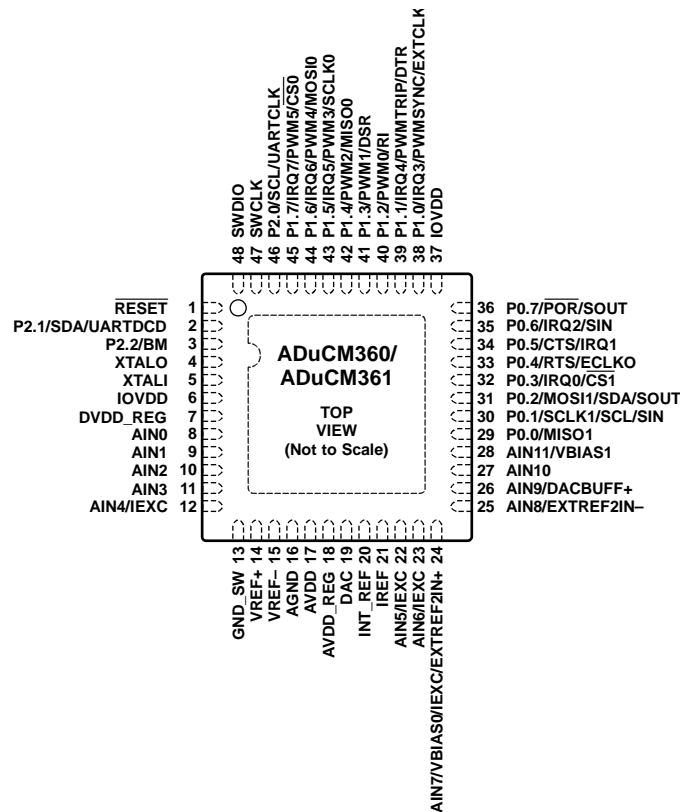 48 SWDIO
47 SWCLK
46 P2.0/SCL/UARTCLK
45 P1.7/IRQ7/PWM5/C̅S̅0̅
44 P1.6/IRQ6/PWM4/MOSI0
43 P1.5/IRQ5/PWM3/SCLK0
42 P1.4/PWM2/MISO0
41 P1.3/PWM1/DSR
40 P1.2/PWM0/RI
39 P1.1/IRQ4/PWMTRIP/DTR
38 P1.0/IRQ3/PWMSYNC/EXTCLK
37 IOVDD
R̅E̅S̅E̅T̅ 1
P2.1/SDA/UARTDCD 2
P2.2/BM 3
XTALO 4
XTALI 5
IOVDD 6
DVDD_REG 7
AIN0 8
AIN1 9
AIN2 10
AIN3 11
AIN4/IEXC 12
ADuCM360/
ADuCM361
TOP
VIEW
(Not to Scale)
36 P0.7/P̅O̅R̅/SOUT
35 P0.6/IRQ2/SIN
34 P0.5/CTS/IRQ1
33 P0.4/RTS/ECLKO
32 P0.3/IRQ0/C̅S̅1̅
31 P0.2/MOSI1/SDA/SOUT
30 P0.1/SCLK1/SCL/SIN
29 P0.0/MISO1
28 AIN11/VBIAS1
27 AIN10
26 AIN9/DACBUFF+
25 AIN8/EXTREF2IN–
GND_SW 13
VREF+ 14
VREF– 15
AGND 16
AVDD 17
AVDD_REG 18
DAC 19
INT_REF 20
IREF 21
AIN5/IEXC 22
AIN6/IEXC 23
AIN7/VBIAS0/IEXC/EXTREF2IN+ 24